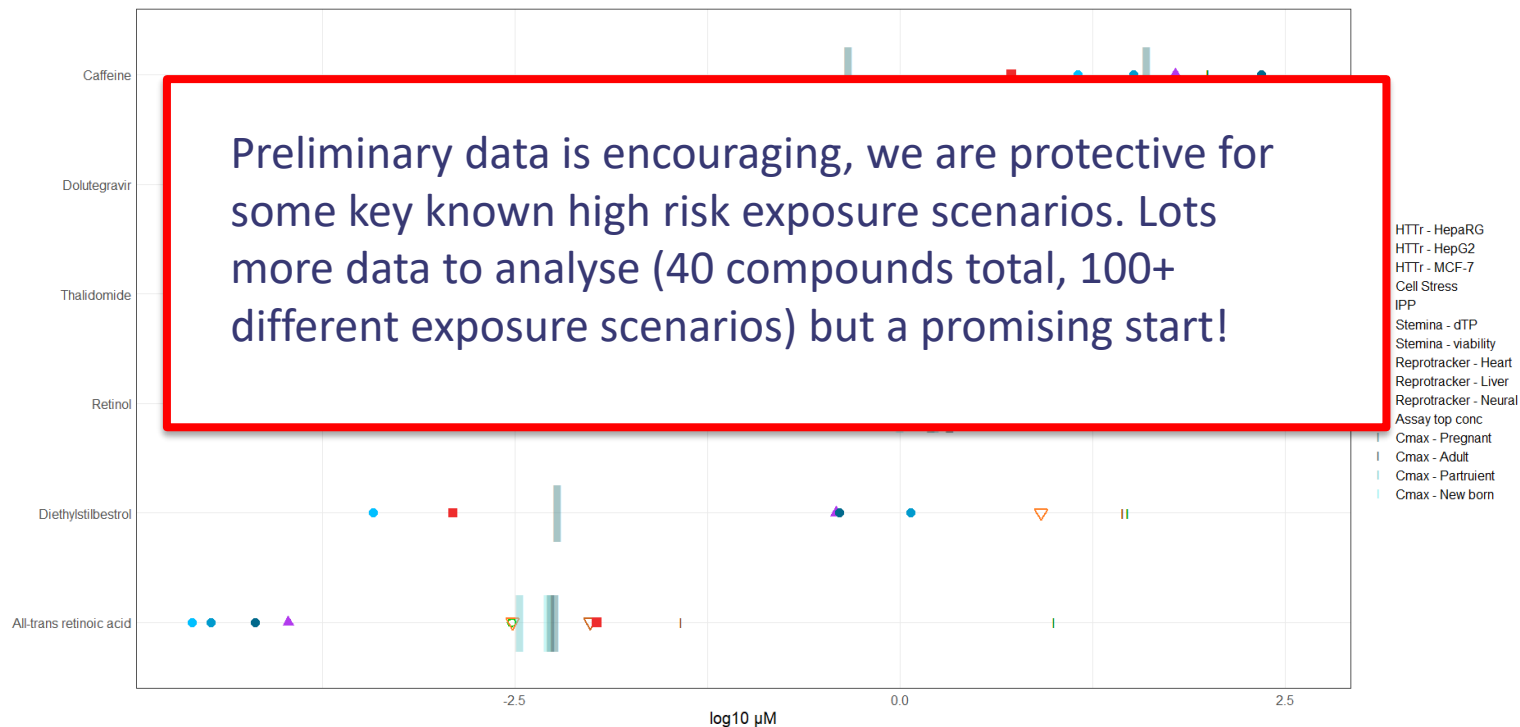 Caffeine
Preliminary data is encouraging, we are protective for
some key known high risk exposure scenarios. Lots
more data to analyse (40 compounds total, 100+
different exposure scenarios) but a promising start!
Dolutegravir
Thalidomide
Retinol
Diethylstilbestrol
All-trans retinoic acid
HTTr - HepaRG
HTTr - HepG2
HTTr - MCF-7
Cell Stress
IPP
Stemina - dTP
Stemina - viability
Reprotracker - Heart
Reprotracker - Liver
Reprotracker - Neural
Assay top conc
Cmax - Pregnant
Cmax - Adult
Cmax - Partruient
Cmax - New born
-2.5
0.0
2.5
log10 µM